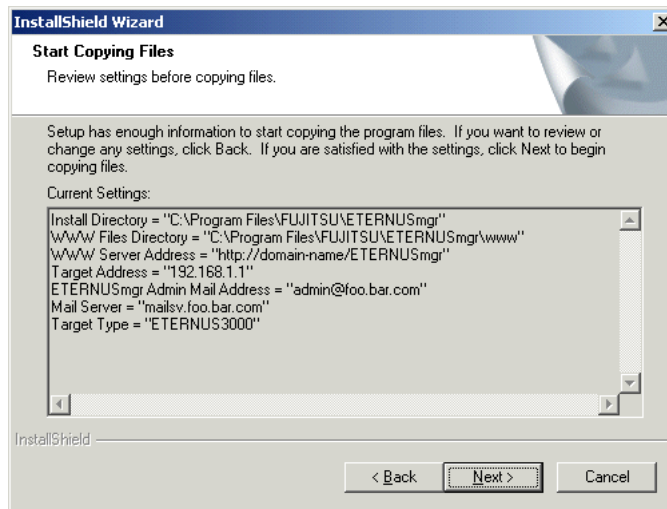 InstallShield Wizard
Start Copying Files
Review settings before copying files.
Setup has enough information to start copying the program files. If you want to review or
change any settings, click Back. If you are satisfied with the settings, click Next to begin
copying files.
Current Settings:
Install Directory = "C:\Program Files\FUJITSU\ETERNUSmgr"
WWW Files Directory = "C:\Program Files\FUJITSU\ETERNUSmgr\www"
WWW Server Address = "http://domain-name/ETERNUSmgr"
Target Address = "192.168.1.1"
ETERNUSmgr Admin Mail Address = "admin@foo.bar.com"
Mail Server = "mailsv.foo.bar.com"
Target Type = "ETERNUS3000"
InstallShield
< Back
Next >
Cancel